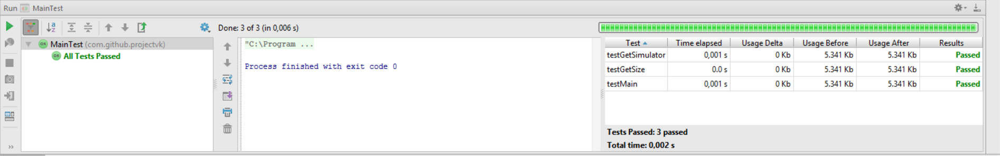 Run MainTest
Done: 3 of 3 (in 0,006 s)
MainTest (com.github.projectvk)
All Tests Passed
"C:\Program ...
Process finished with exit code 0
Test Time elapsed Usage Delta Usage Before Usage After Results
testGetSimulator 0,001 s 0 Kb 5.341 Kb 5.341 Kb Passed
testGetSize 0.0 s 0 Kb 5.341 Kb 5.341 Kb Passed
testMain 0,001 s 0 Kb 5.341 Kb 5.341 Kb Passed
Tests Passed: 3 passed
Total time: 0,002 s